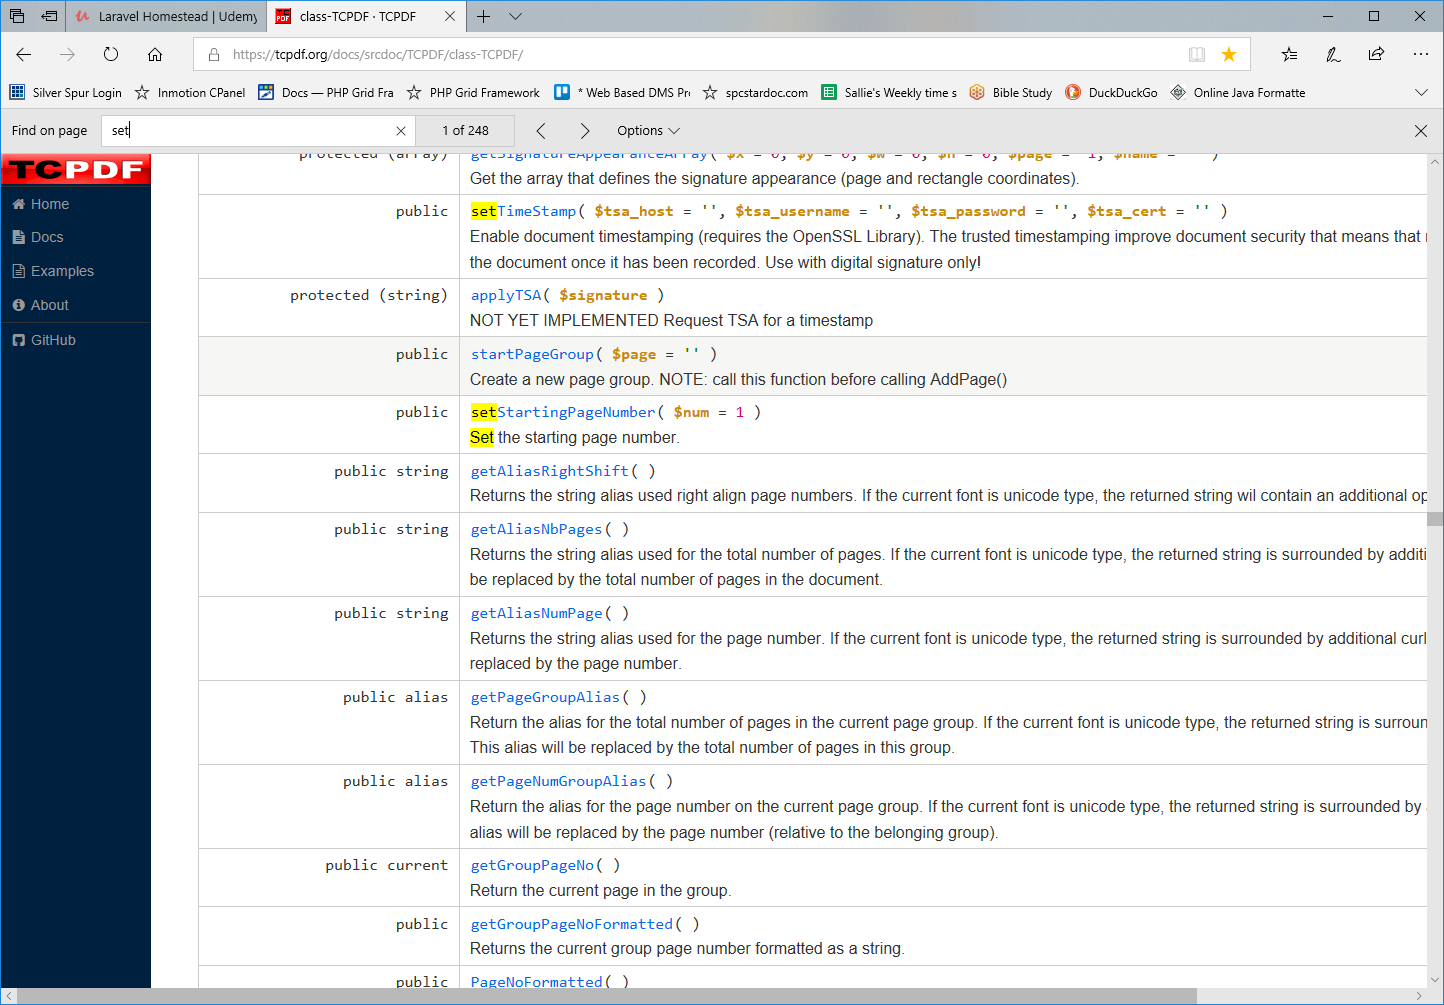 Laravel Homestead | Udemy
class-TCPDF · TCPDF
https://tcpdf.org/docs/srcdoc/TCPDF/class-TCPDF/
Silver Spur Login
Inmotion CPanel
Docs — PHP Grid Fra
PHP Grid Framework
* Web Based DMS Pr
spcstardoc.com
Sallie's Weekly time s
Bible Study
DuckDuckGo
Online Java Formatte
Find on page
set
1 of 248
Options
TCPDF
Home
Docs
Examples
About
GitHub
protected (array) getSignatureAppearanceArray( $x = 0, $y = 0, $w = 0, $h = 0, $page = -1, $name = '' )
Get the array that defines the signature appearance (page and rectangle coordinates).
public setTimeStamp( $tsa_host = '', $tsa_username = '', $tsa_password = '', $tsa_cert = '' )
Enable document timestamping (requires the OpenSSL Library). The trusted timestamping improve document security that means that
the document once it has been recorded. Use with digital signature only!
protected (string) applyTSA( $signature )
NOT YET IMPLEMENTED Request TSA for a timestamp
public startPageGroup( $page = '' )
Create a new page group. NOTE: call this function before calling AddPage()
public setStartingPageNumber( $num = 1 )
Set the starting page number.
public string getAliasRightShift( )
Returns the string alias used right align page numbers. If the current font is unicode type, the returned string wil contain an additional op
public string getAliasNbPages( )
Returns the string alias used for the total number of pages. If the current font is unicode type, the returned string is surrounded by additi
be replaced by the total number of pages in the document.
public string getAliasNumPage( )
Returns the string alias used for the page number. If the current font is unicode type, the returned string is surrounded by additional curl
replaced by the page number.
public alias getPageGroupAlias( )
Return the alias for the total number of pages in the current page group. If the current font is unicode type, the returned string is surroun
This alias will be replaced by the total number of pages in this group.
public alias getPageNumGroupAlias( )
Return the alias for the page number on the current page group. If the current font is unicode type, the returned string is surrounded by
alias will be replaced by the page number (relative to the belonging group).
public current getGroupPageNo( )
Return the current page in the group.
public getGroupPageNoFormatted( )
Returns the current group page number formatted as a string.
public PageNoFormatted( )